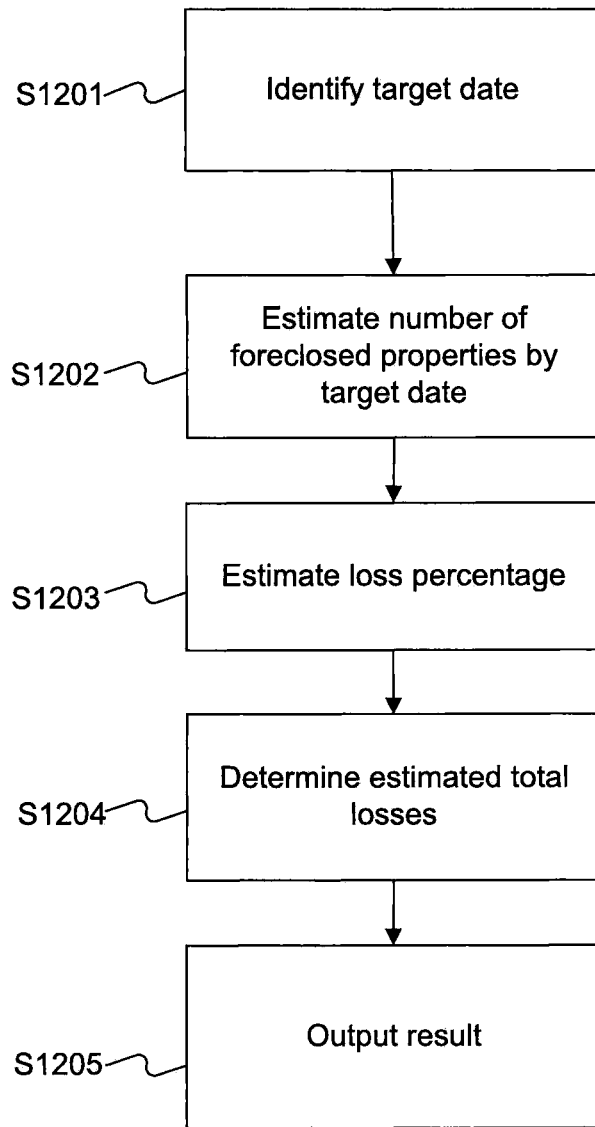 S1201
Identify target date
S1202
Estimate number of
foreclosed properties by
target date
S1203
Estimate loss percentage
S1204
Determine estimated total
losses
S1205
Output result